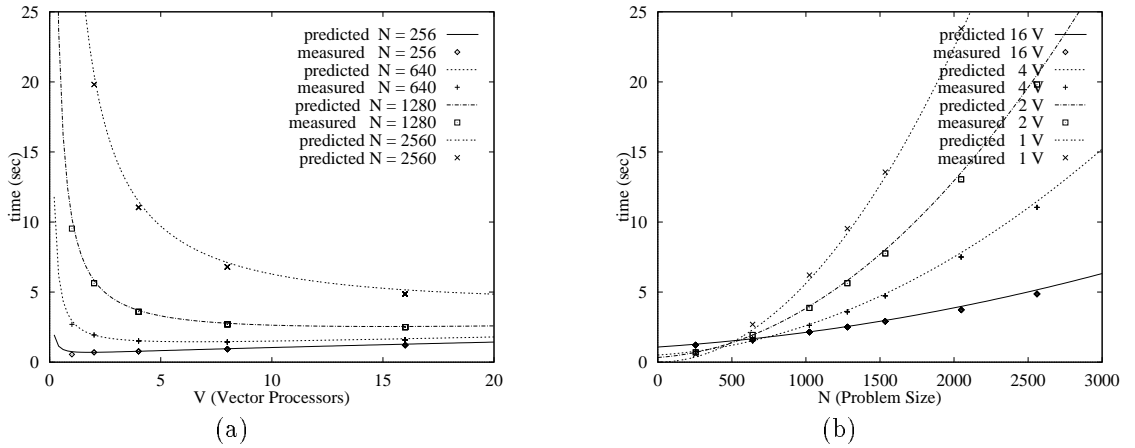 25
20
15
10
5
0
time (sec)
0 5 10 15 20
V (Vector Processors)
predicted N = 256
measured N = 256
predicted N = 640
measured N = 640
predicted N = 1280
measured N = 1280
predicted N = 2560
predicted N = 2560
(a)
25
20
15
10
5
0
time (sec)
0 500 1000 1500 2000 2500 3000
N (Problem Size)
predicted 16 V
measured 16 V
predicted 4 V
measured 4 V
predicted 2 V
measured 2 V
predicted 1 V
measured 1 V
(b)